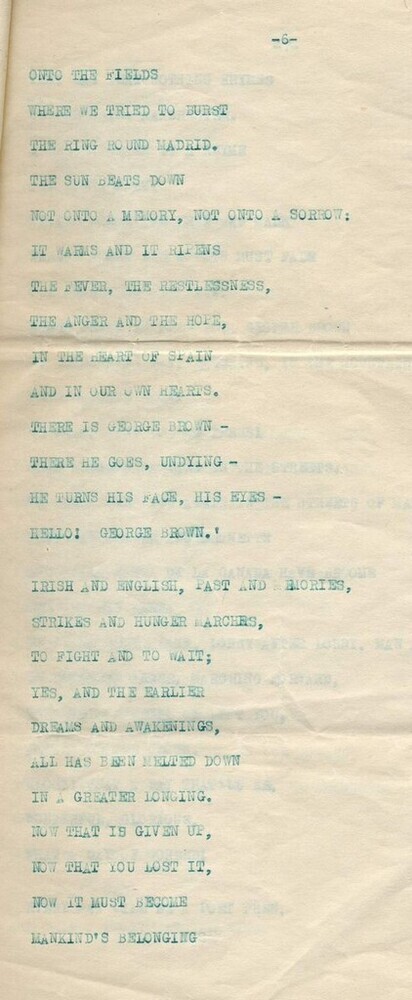 -6-
ONTO THE FIELDS
WHERE WE TRIED TO BURST
THE RING ROUND MADRID.
THE SUN BEATS DOWN
NOT ONTO A MEMORY, NOT ONTO A SORROW;
IT WARMS AND IT RIPENS
THE FEVER, THE RESTLESSNESS,
THE ANGER AND THE HOPE,
IN THE HEART OF SPAIN
AND IN OUR OWN HEARTS.
THERE IS GEORGE BROWN -
THERE HE GOES, UNDYING -
HE TURNS HIS FACE, HIS EYES -
HELLO! GEORGE BROWN.'
IRISH AND ENGLISH, PAST AND MEMORIES,
STRIKES AND HUNGER MARCHES,
TO FIGHT AND TO WAIT;
YES, AND THE EARLIER
DREAMS AND AWAKENINGS,
ALL HAS BEEN MELTED DOWN
IN A GREATER LONGING.
NOW THAT IS GIVEN UP,
NOW THAT YOU LOST IT,
NOW IT MUST BECOME
MANKIND'S BELONGING